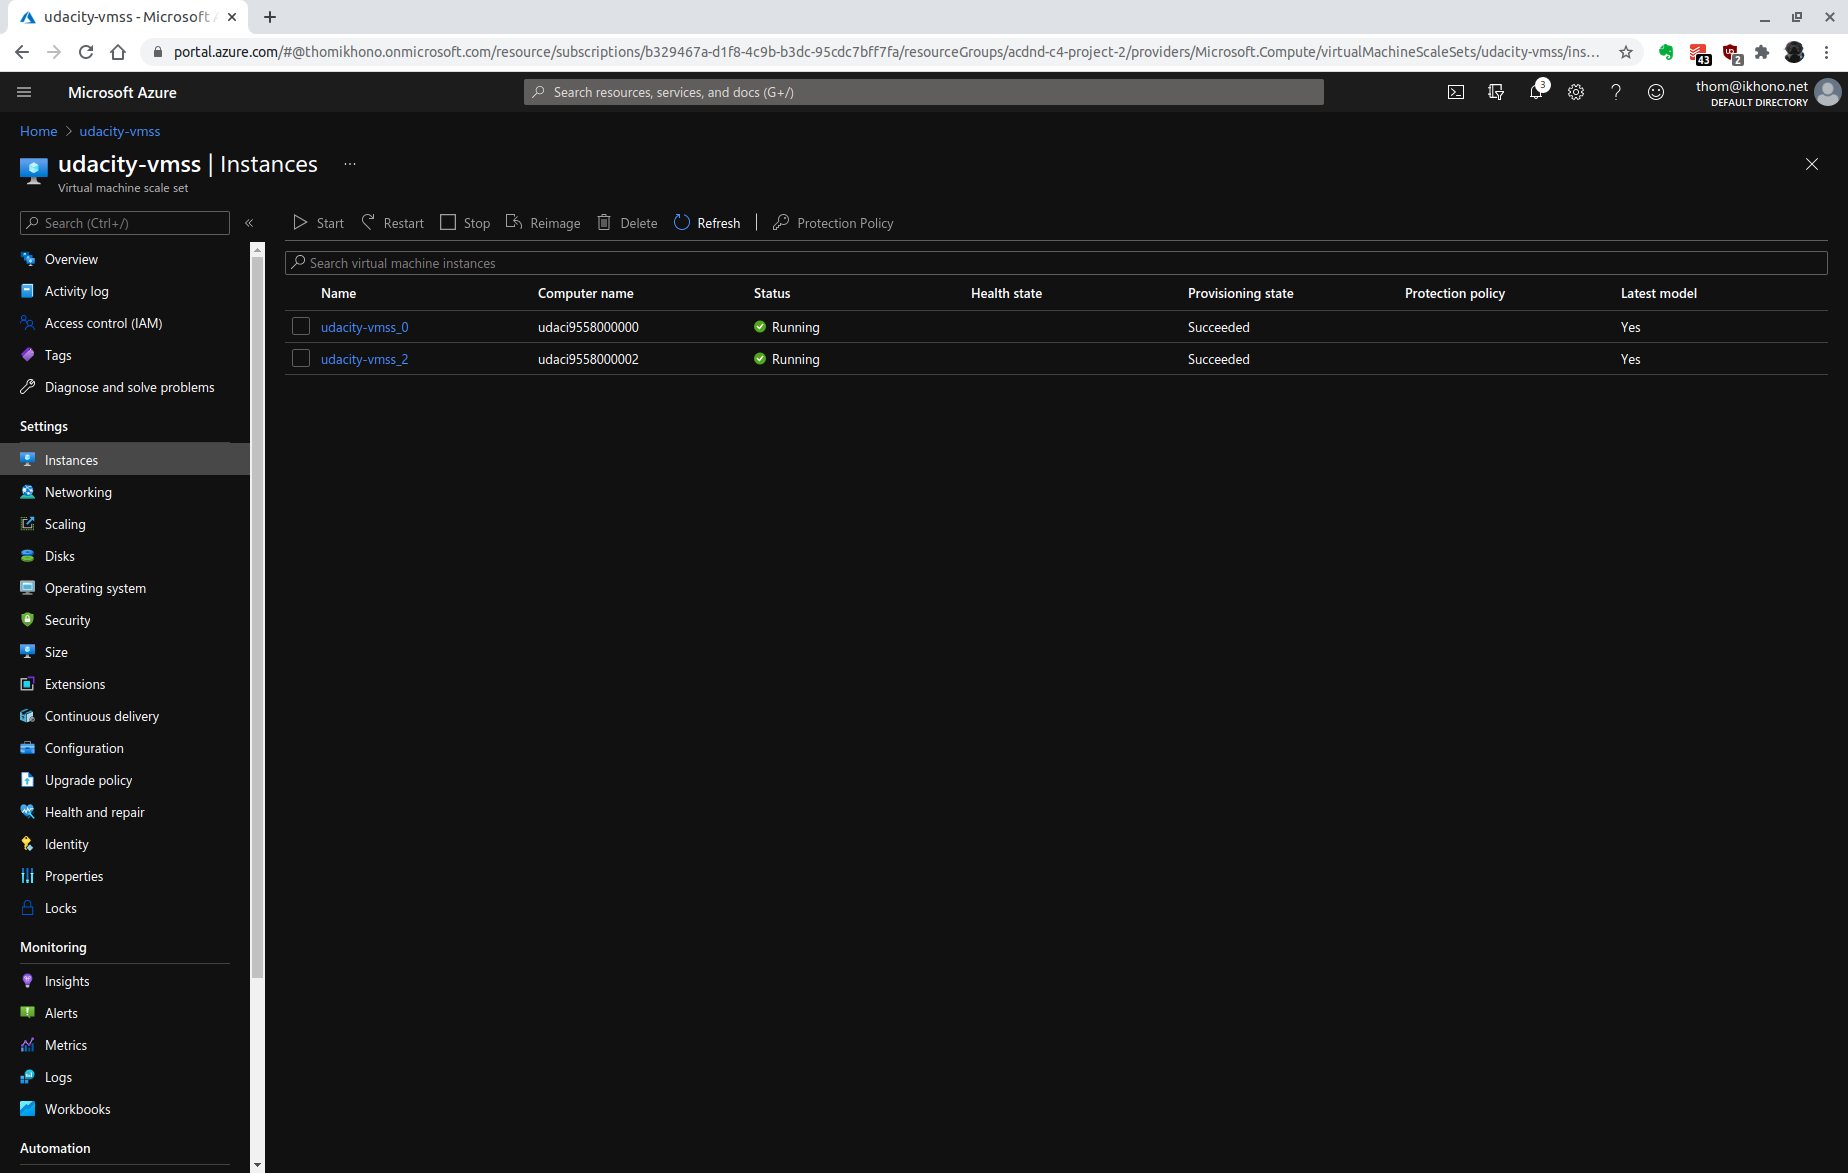 udacity-vmss - Microsoft A
portal.azure.com/#@thomikhono.onmicrosoft.com/resource/subscriptions/b329467a-d1f8-4c9b-b3dc-95cdc7bff7fa/resourceGroups/acdnd-c4-project-2/providers/Microsoft.Compute/virtualMachineScaleSets/udacity-vmss/ins...
43
2
Microsoft Azure
Search resources, services, and docs (G+/)
3
thom@ikhono.net
DEFAULT DIRECTORY
Home > udacity-vmss
udacity-vmss | Instances ...
Virtual machine scale set
Search (Ctrl+/)
«
Start Restart Stop Reimage Delete Refresh | Protection Policy
Search virtual machine instances
Name Computer name Status Health state Provisioning state Protection policy Latest model
udacity-vmss_0 udaci9558000000 Running Succeeded Yes
udacity-vmss_2 udaci9558000002 Running Succeeded Yes
Overview
Activity log
Access control (IAM)
Tags
Diagnose and solve problems
Settings
Instances
Networking
Scaling
Disks
Operating system
Security
Size
Extensions
Continuous delivery
Configuration
Upgrade policy
Health and repair
Identity
Properties
Locks
Monitoring
Insights
Alerts
Metrics
Logs
Workbooks
Automation